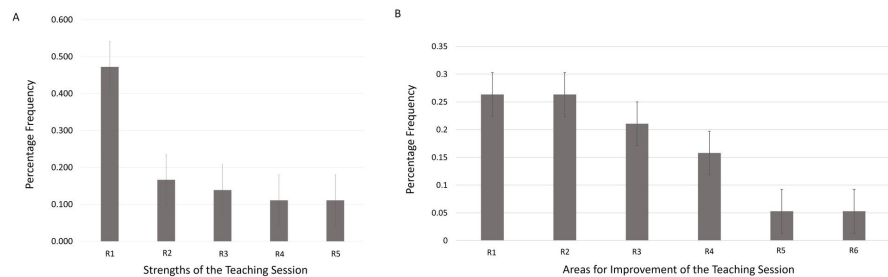 A
Percentage Frequency
0.600
0.500
0.400
0.300
0.200
0.100
0.000
R1 R2 R3 R4 R5
Strengths of the Teaching Session
B
Percentage Frequency
0.35
0.3
0.25
0.2
0.15
0.1
0.05
0
R1 R2 R3 R4 R5 R6
Areas for Improvement of the Teaching Session